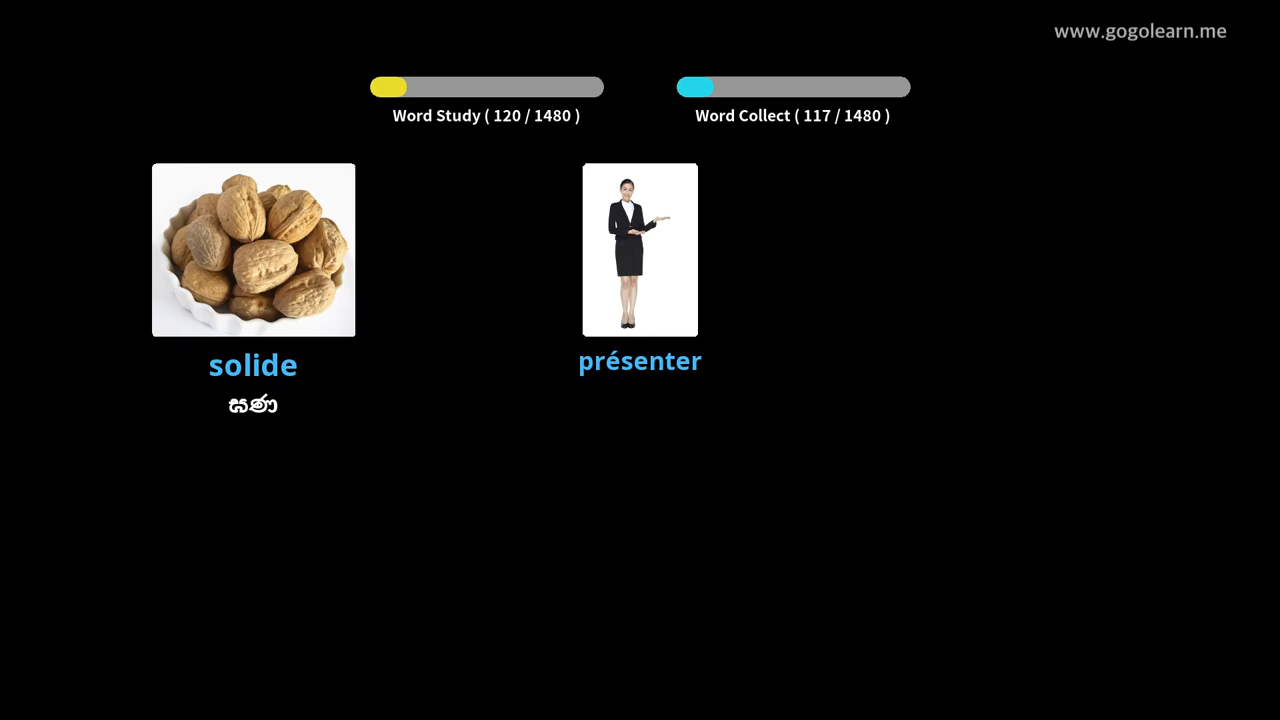 www.gogolearn.me
Word Study ( 120 / 1480 )
Word Collect ( 117 / 1480 )
solide
ඝණ
présenter